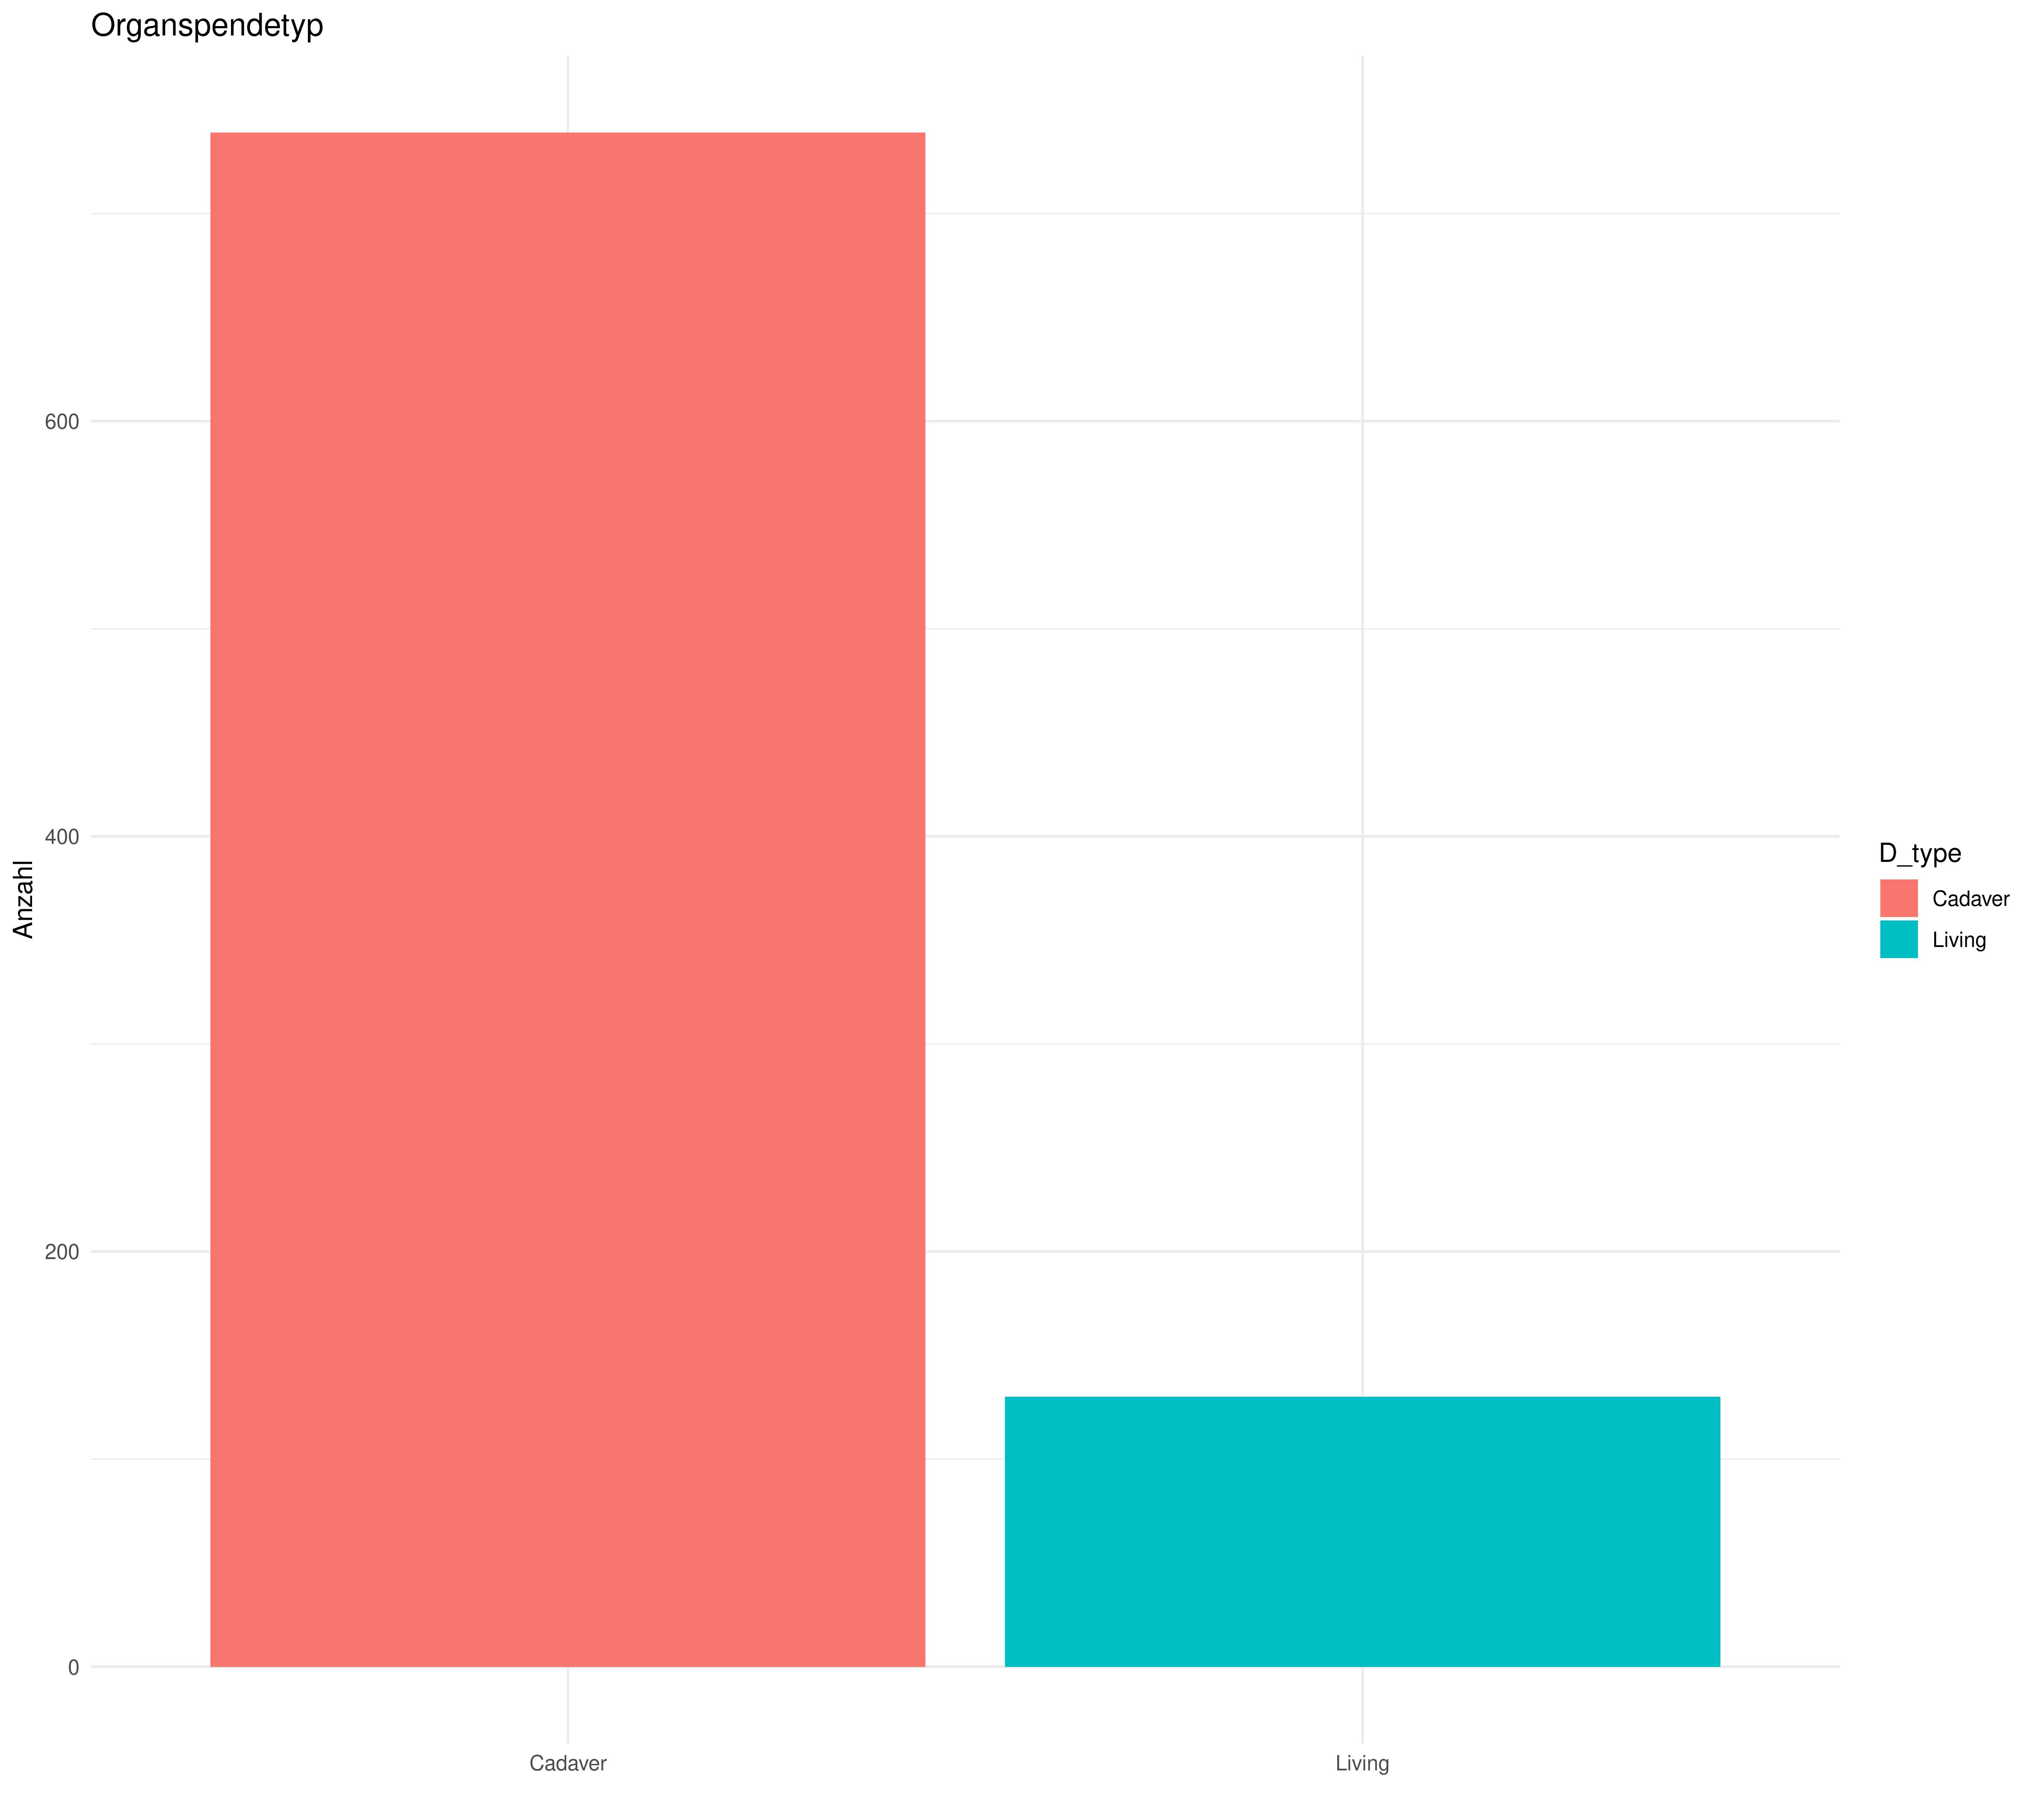 Organspendetyp
Anzahl
600
400
200
0
Cadaver
Living
D_type
Cadaver
Living